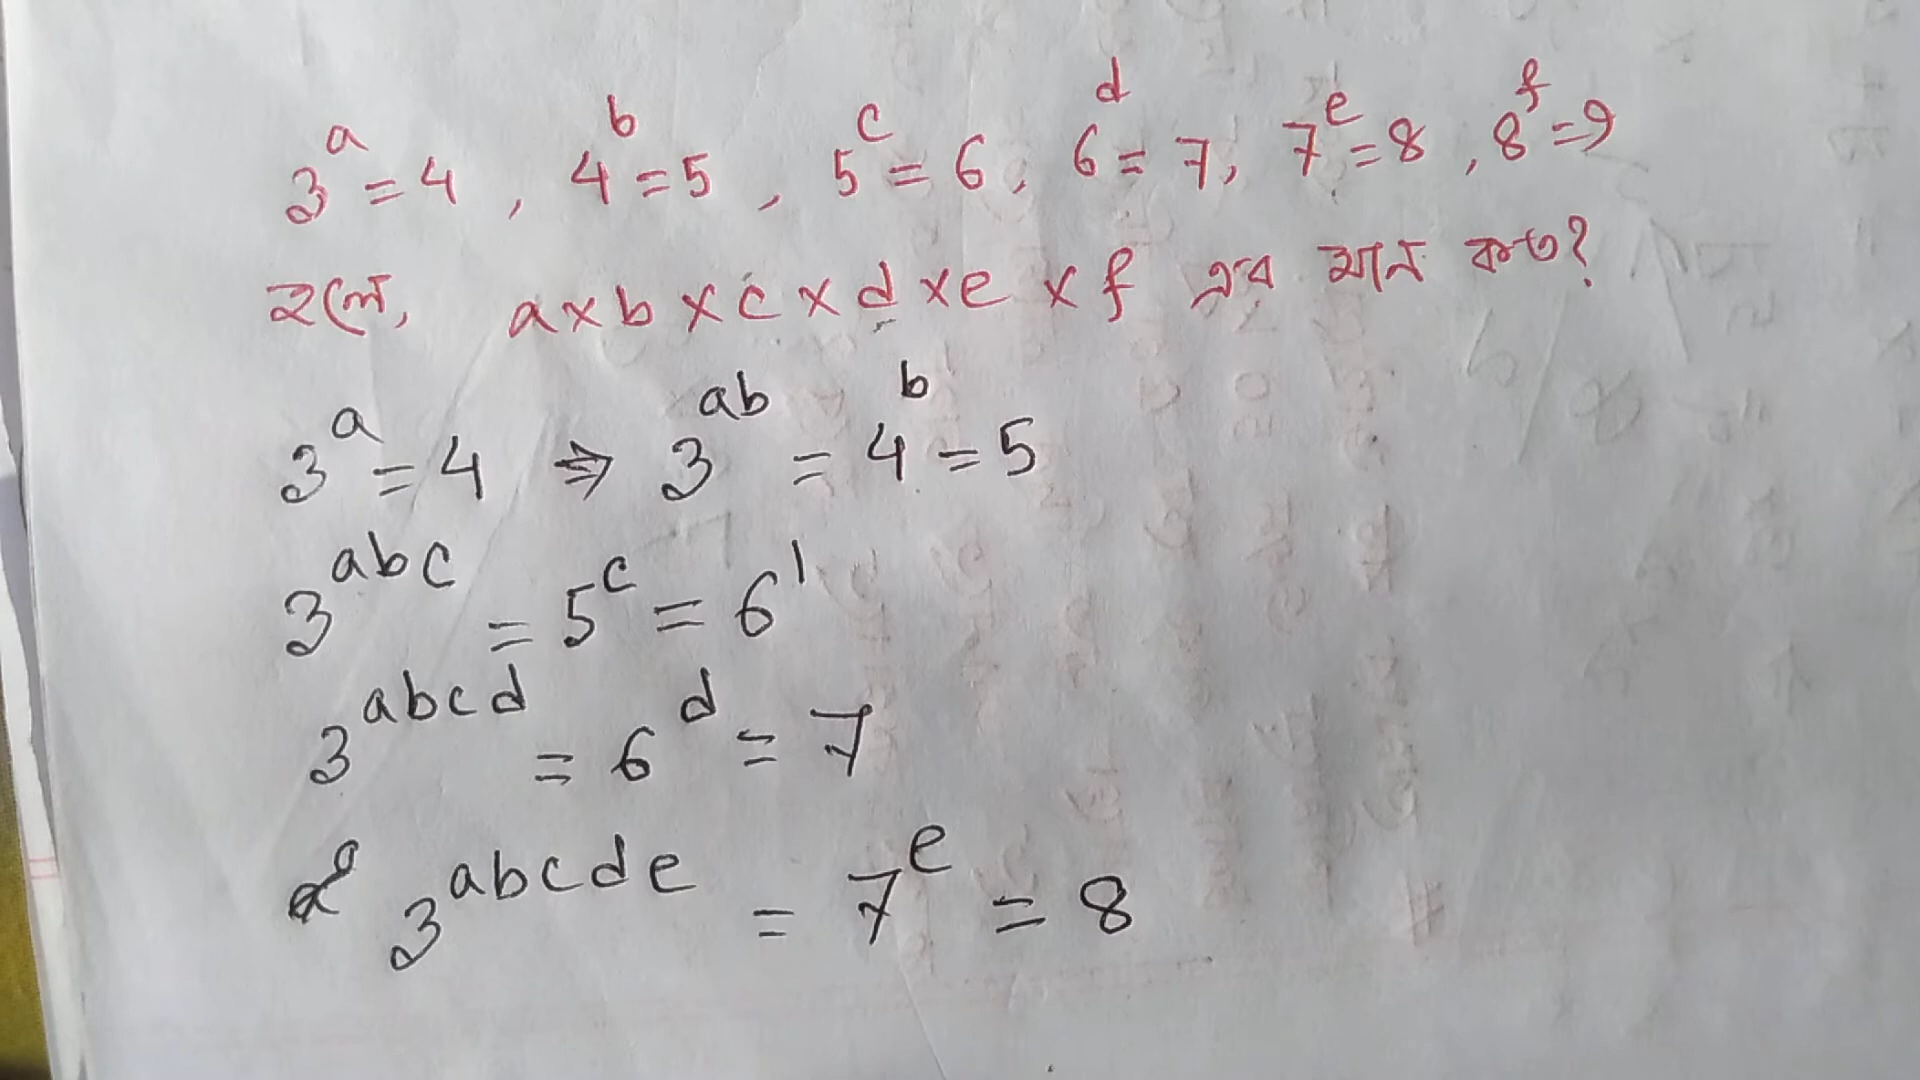 3^a = 4 , 4^b = 5 , 5^c = 6, 6^d = 7, 7^e = 8 , 8^f = 9
হলে, a x b x c x d x e x f এর মান কত?
3^a = 4 ⇒ 3^ab = 4^b = 5
3^abc = 5^c = 6^1
3^abcd = 6^d = 7
3^abcde = 7^e = 8